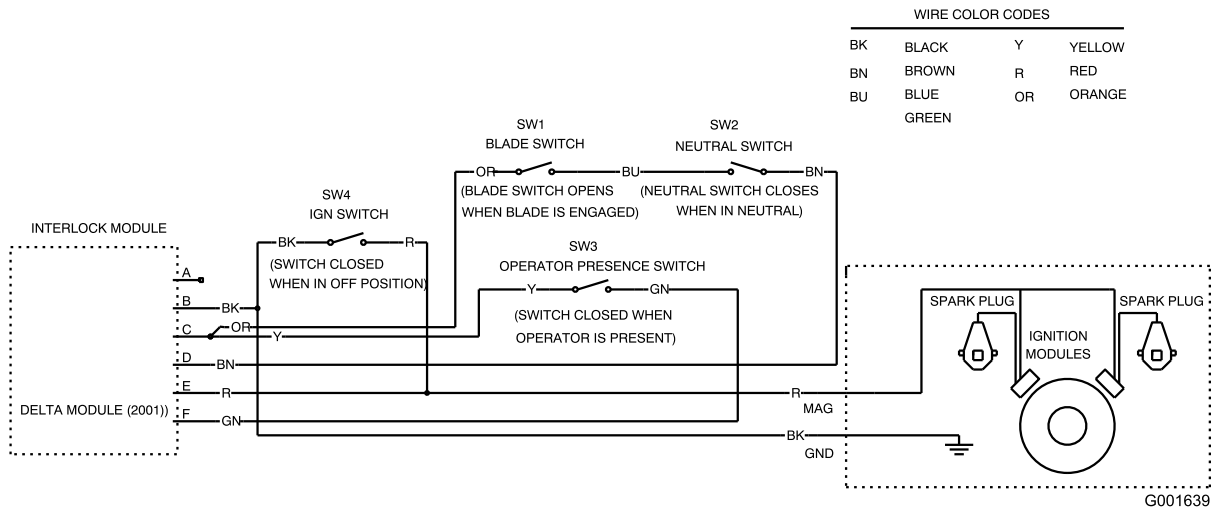 WIRE COLOR CODES
BK BLACK Y YELLOW
BN BROWN R RED
BU BLUE OR ORANGE
GREEN
SW1
BLADE SWITCH
SW2
NEUTRAL SWITCH
OR
BU
BN
(BLADE SWITCH OPENS
WHEN BLADE IS ENGAGED)
(NEUTRAL SWITCH CLOSES
WHEN IN NEUTRAL)
SW4
IGN SWITCH
BK
R
(SWITCH CLOSED
WHEN IN OFF POSITION)
SW3
OPERATOR PRESENCE SWITCH
Y
GN
(SWITCH CLOSED WHEN
OPERATOR IS PRESENT)
INTERLOCK MODULE
A
B BK
C OR
Y
D BN
E R
DELTA MODULE (2001))
F GN
R
MAG
BK
GND
SPARK PLUG
SPARK PLUG
IGNITION
MODULES
G001639